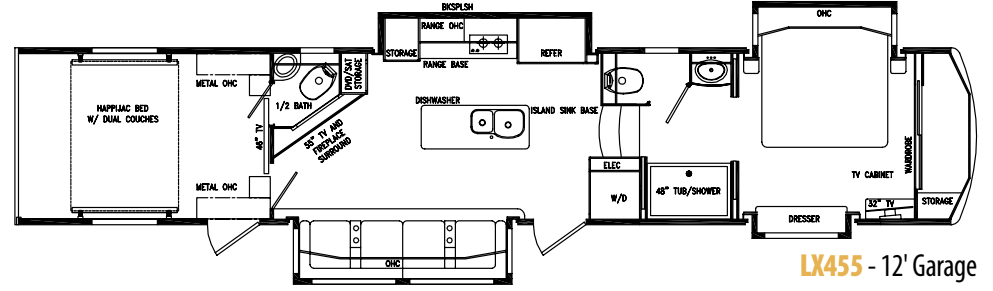 BKSPLSH
RANGE OHC
STORAGE
REFER
RANGE BASE
OHC
METAL OHC
DVD/SAT
STORAGE
1/2 BATH
HAPPIJAC BED
W/ DUAL COUCHES
46" TV
55" TV AND
FIREPLACE
SURROUND
DISHWASHER
ISLAND SINK BASE
ELEC
W/D
48" TUB/SHOWER
WARDROBE
TV CABINET
METAL OHC
32" TV
STORAGE
DRESSER
OHC
LX455 - 12' Garage